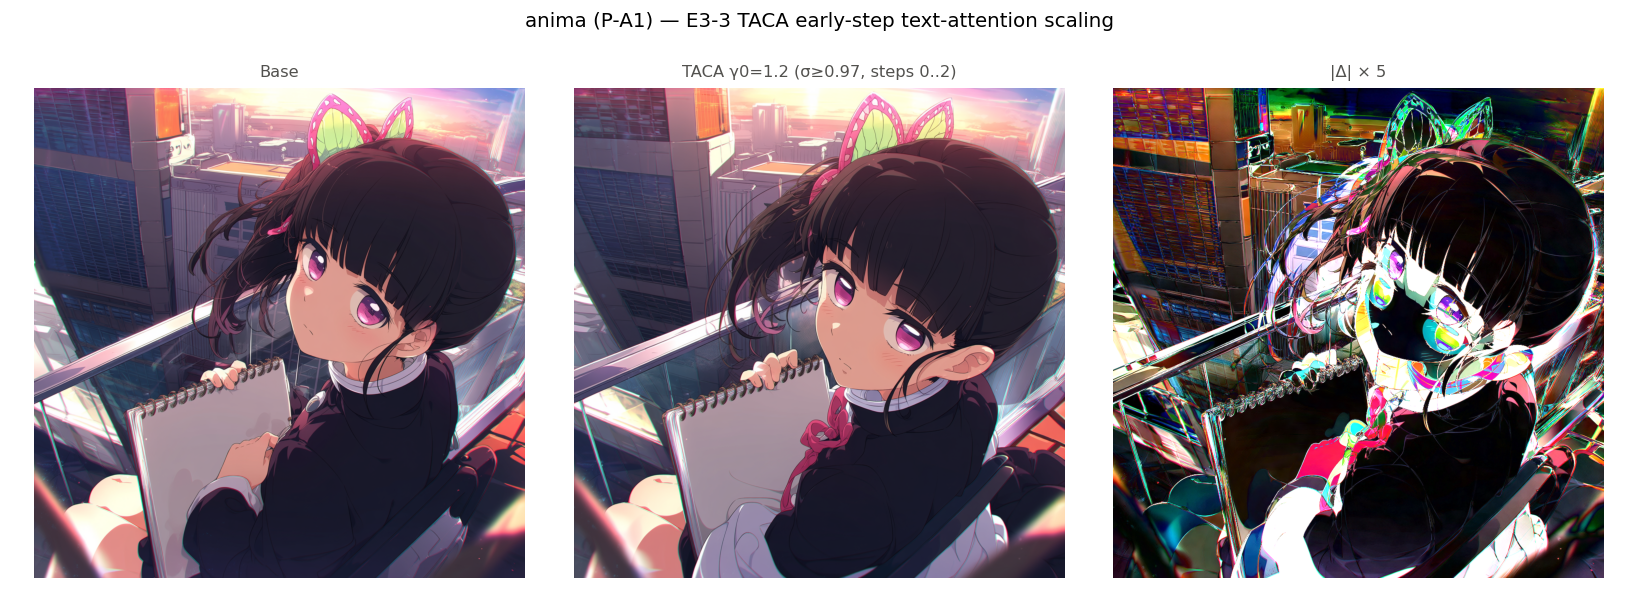 anima (P-A1) — E3-3 TACA early-step text-attention scaling
Base
TACA γ0=1.2 (σ≥0.97, steps 0..2)
|Δ| × 5